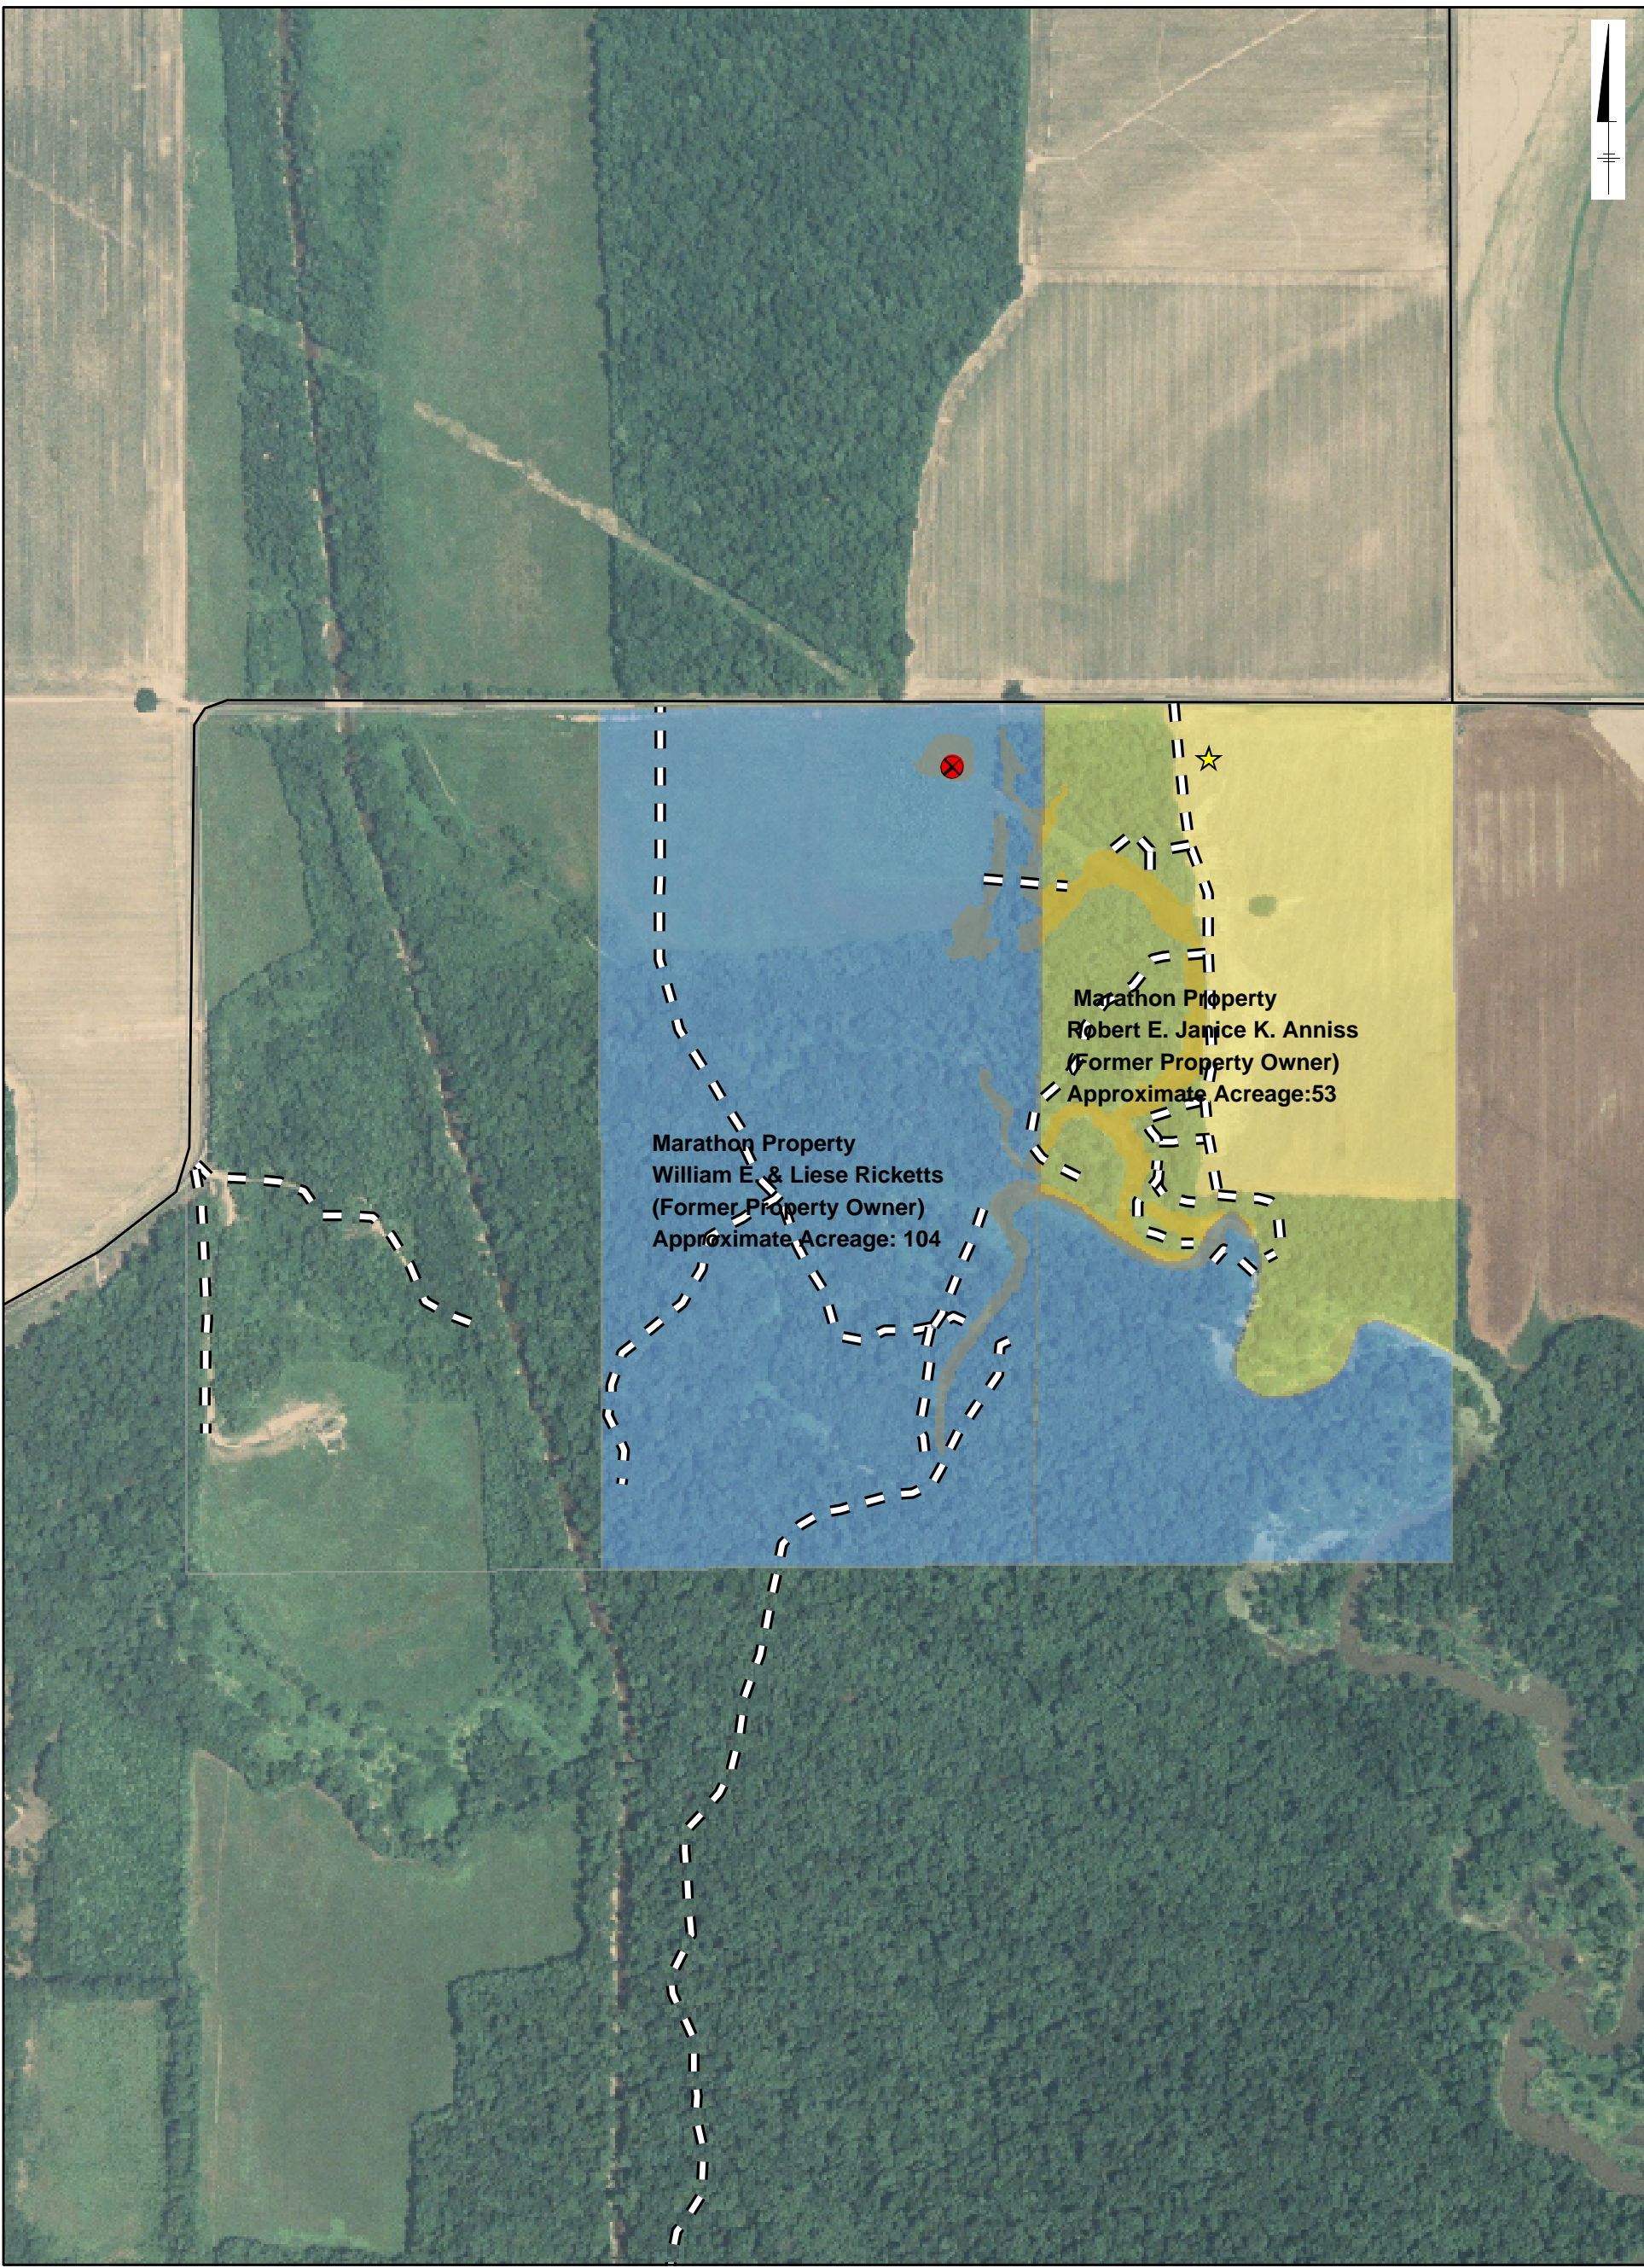 Marathon Property
Robert E. Janice K. Anniss
(Former Property Owner)
Approximate Acreage:53
Marathon Property
William E. & Liese Ricketts
(Former Property Owner)
Approximate Acreage: 104